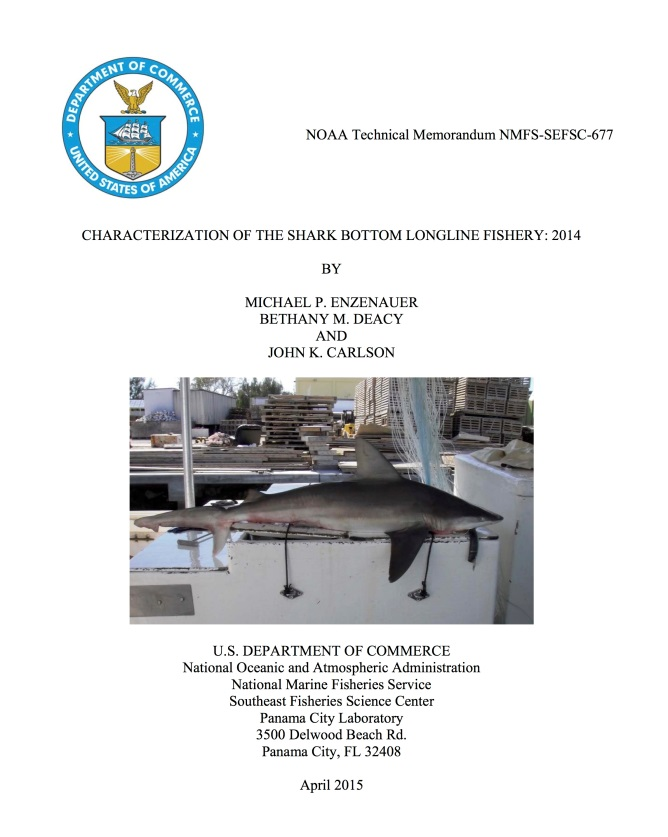 DEPARTMENT OF COMMERCE
UNITED STATES OF AMERICA
NOAA Technical Memorandum NMFS-SEFSC-677
CHARACTERIZATION OF THE SHARK BOTTOM LONGLINE FISHERY: 2014
BY
MICHAEL P. ENZENAUER
BETHANY M. DEACY
AND
JOHN K. CARLSON
U.S. DEPARTMENT OF COMMERCE
National Oceanic and Atmospheric Administration
National Marine Fisheries Service
Southeast Fisheries Science Center
Panama City Laboratory
3500 Delwood Beach Rd.
Panama City, FL 32408
April 2015